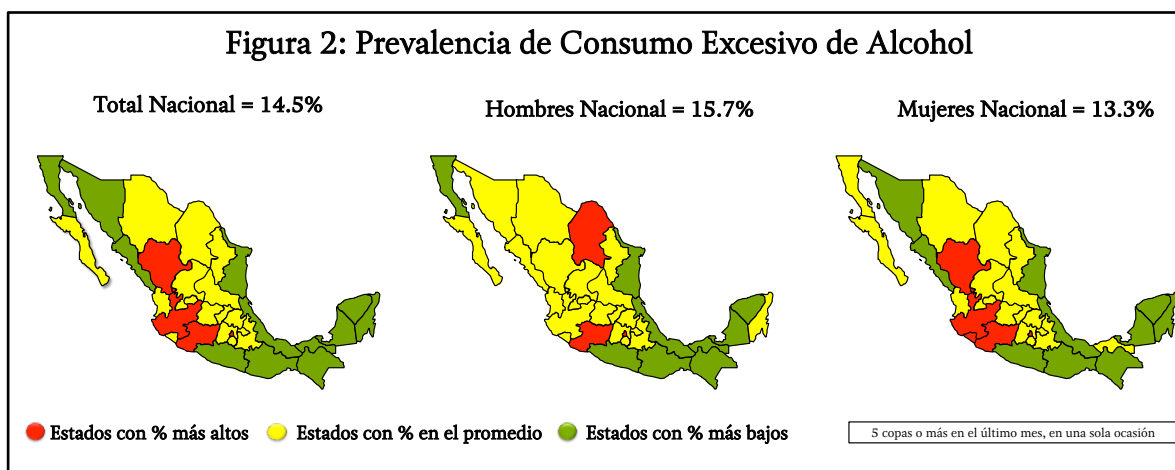 Figura 2: Prevalencia de Consumo Excesivo de Alcohol
Total Nacional = 14.5%
Hombres Nacional = 15.7%
Mujeres Nacional = 13.3%
Estados con % más altos
Estados con % en el promedio
Estados con % más bajos
5 copas o más en el último mes, en una sola ocasión